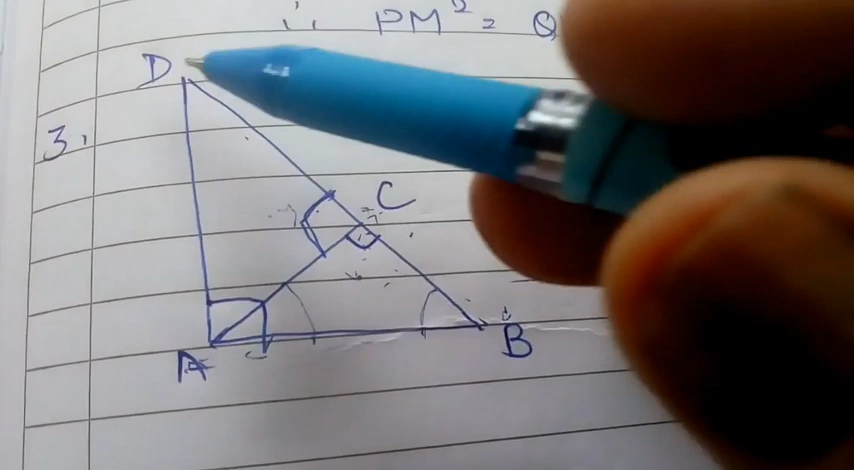 ∴ PM² = Q
D
3.
C
A
B